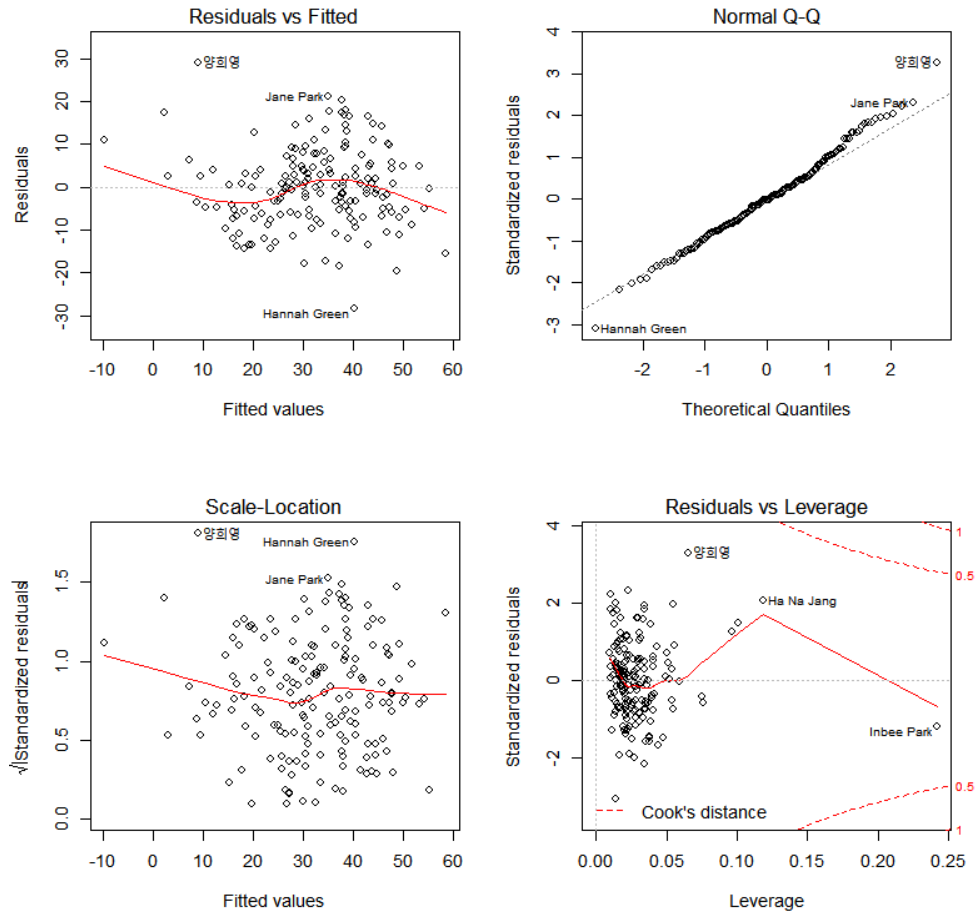 Residuals vs Fitted
30
20
10
0
-10
-20
-30
Residuals
양희영
Jane Park
Hannah Green
-10 0 10 20 30 40 50 60
Fitted values
Normal Q-Q
4
3
2
1
0
-1
-2
-3
Standardized residuals
양희영
Jane Park
Hannah Green
-2 -1 0 1 2
Theoretical Quantiles
Scale-Location
1.5
1.0
0.5
0.0
√|Standardized residuals|
양희영
Hannah Green
Jane Park
-10 0 10 20 30 40 50 60
Fitted values
Residuals vs Leverage
4
2
0
-2
Standardized residuals
양희영
Ha Na Jang
Inbee Park
1
0.5
0.5
1
Cook's distance
0.00 0.05 0.10 0.15 0.20 0.25
Leverage